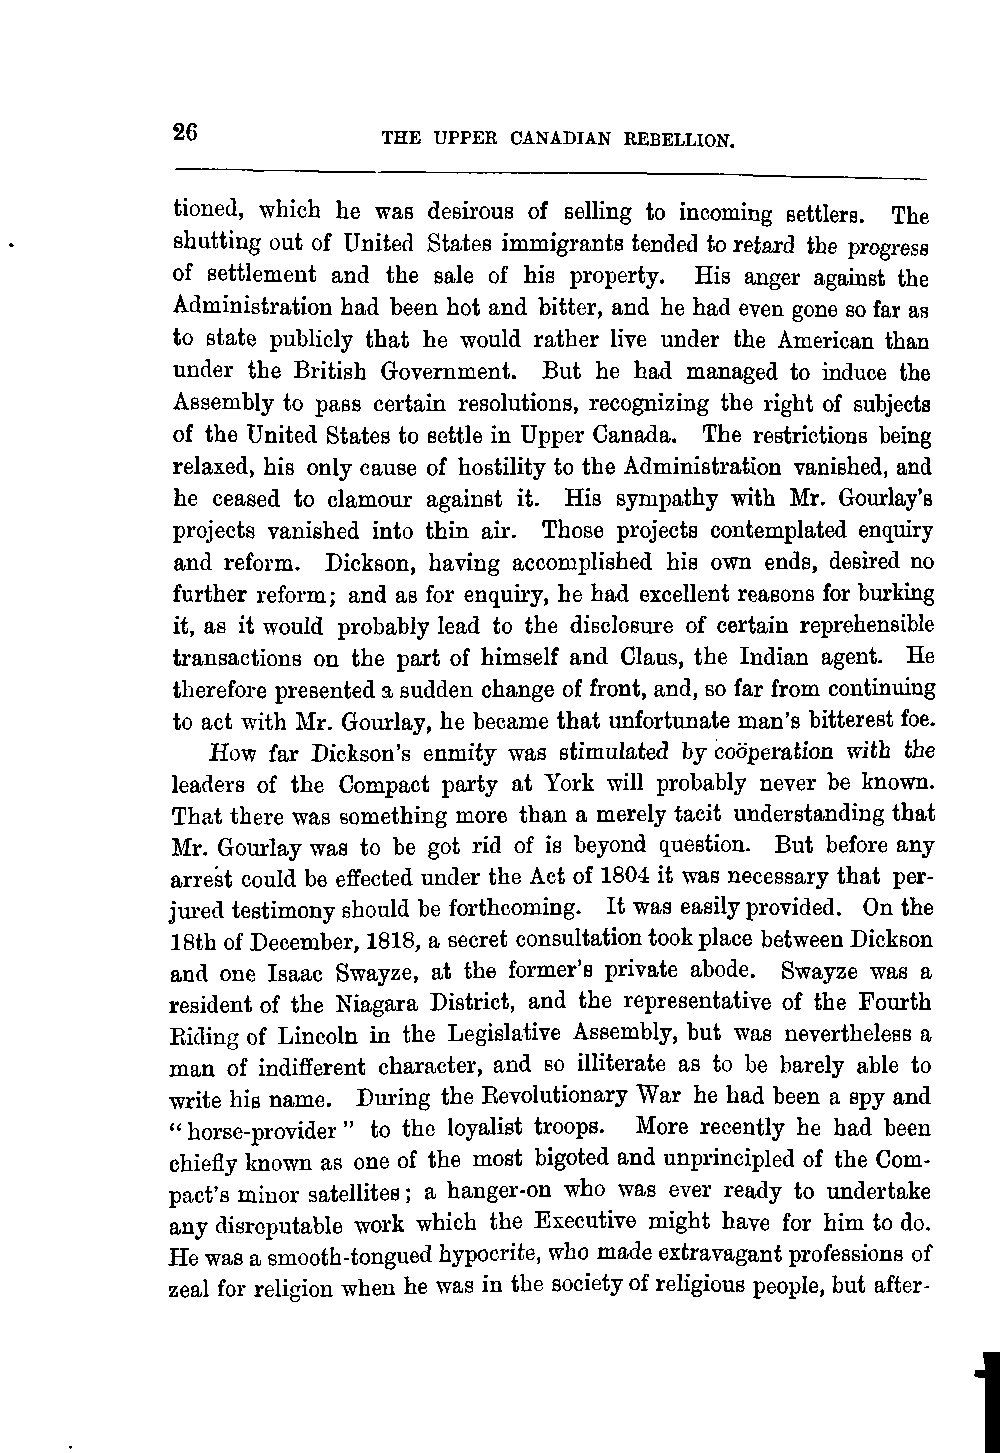 26
THE UPPER CANADIAN REBELLION.
tioned, which he was desirous of selling to incoming settlers. The
shutting out of United States immigrants tended to retard the progress
of settlement and the sale of his property. His anger against the
Administration had been hot and bitter, and he had even gone so far as
to state publicly that he would rather live under the American than
under the British Government. But he had managed to induce the
Assembly to pass certain resolutions, recognizing the right of subjects
of the United States to settle in Upper Canada. The restrictions being
relaxed, his only cause of hostility to the Administration vanished, and
he ceased to clamour against it. His sympathy with Mr. Gourlay's
projects vanished into thin air. Those projects contemplated enquiry
and reform. Dickson, having accomplished his own ends, desired no
further reform; and as for enquiry, he had excellent reasons for burking
it, as it would probably lead to the disclosure of certain reprehensible
transactions on the part of himself and Claus, the Indian agent. He
therefore presented a sudden change of front, and, so far from continuing
to act with Mr. Gourlay, he became that unfortunate man's bitterest foe.
How far Dickson's enmity was stimulated by coöperation with the
leaders of the Compact party at York will probably never be known.
That there was something more than a merely tacit understanding that
Mr. Gourlay was to be got rid of is beyond question. But before any
arrest could be effected under the Act of 1804 it was necessary that per-
jured testimony should be forthcoming. It was easily provided. On the
18th of December, 1818, a secret consultation took place between Dickson
and one Isaac Swayze, at the former's private abode. Swayze was a
resident of the Niagara District, and the representative of the Fourth
Riding of Lincoln in the Legislative Assembly, but was nevertheless a
man of indifferent character, and so illiterate as to be barely able to
write his name. During the Revolutionary War he had been a spy and
"horse-provider" to the loyalist troops. More recently he had been
chiefly known as one of the most bigoted and unprincipled of the Com-
pact's minor satellites; a hanger-on who was ever ready to undertake
any disreputable work which the Executive might have for him to do.
He was a smooth-tongued hypocrite, who made extravagant professions of
zeal for religion when he was in the society of religious people, but after-